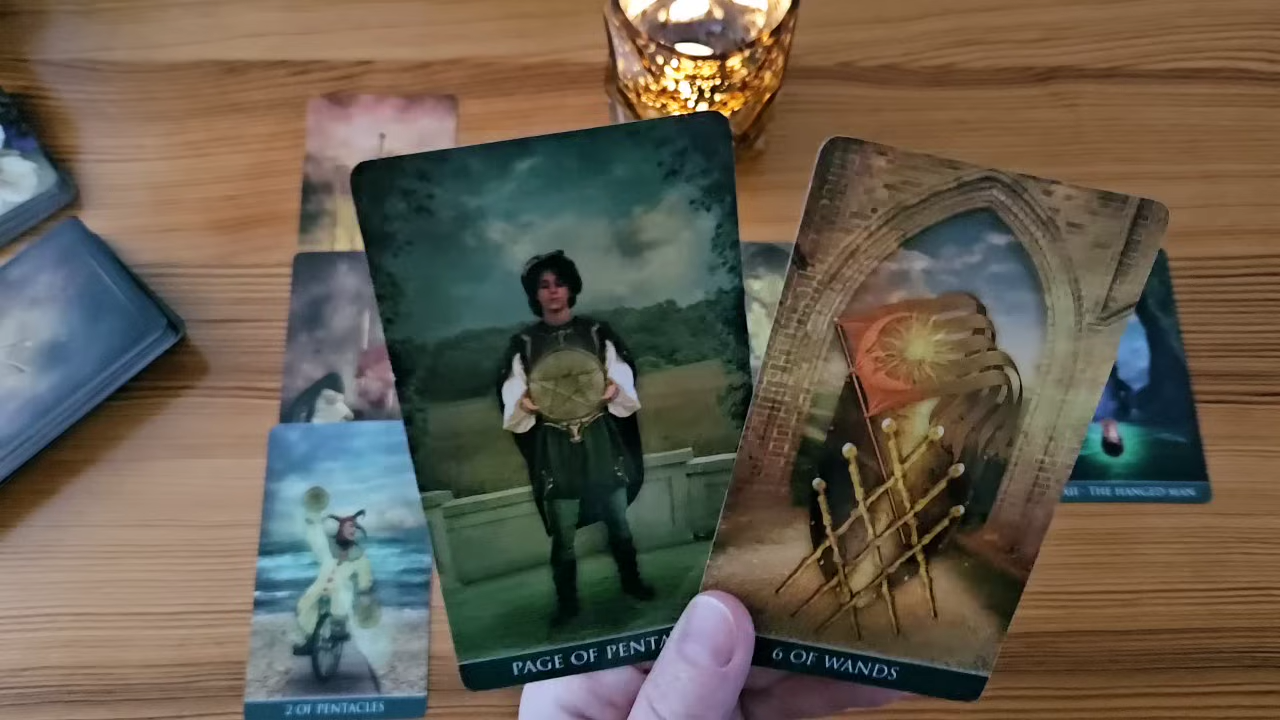 PAGE OF PENTA
6 OF WANDS
THE HANGED MAN
2 OF PENTACLES